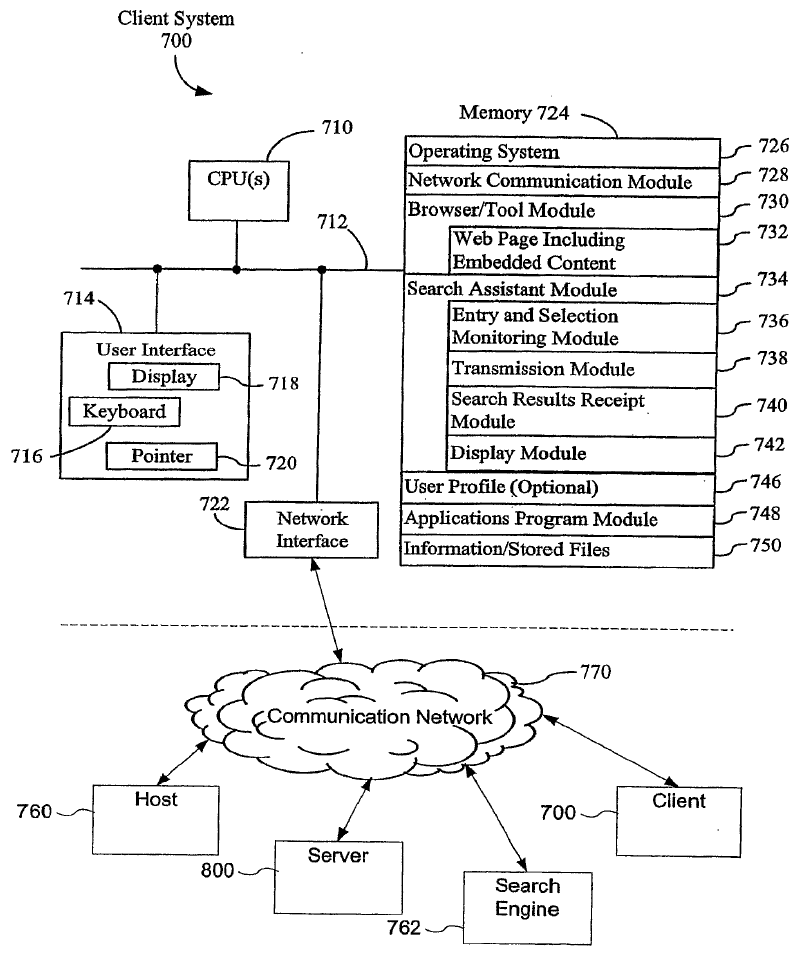 Client System
700
Memory 724
710
CPU(s)
712
Operating System
726
Network Communication Module
728
Browser/Tool Module
730
Web Page Including
Embedded Content
732
Search Assistant Module
734
Entry and Selection
Monitoring Module
736
Transmission Module
738
Search Results Receipt
Module
740
Display Module
742
User Profile (Optional)
746
Applications Program Module
748
Information/Stored Files
750
714
User Interface
Display
718
Keyboard
716
Pointer
720
722
Network
Interface
770
Communication Network
760
Host
800
Server
762
Search
Engine
700
Client